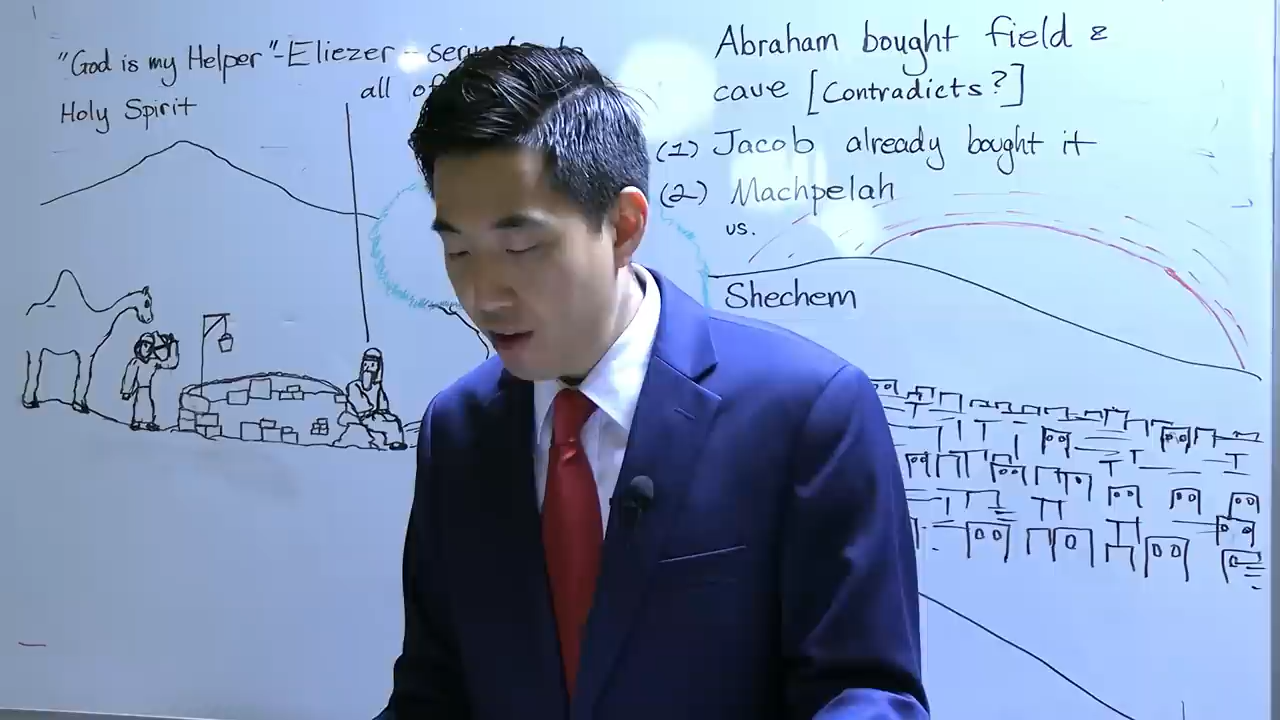 "God is my Helper"-Eliezer - 
all
Holy Spirit
Abraham bought field &
cave [Contradicts?]
(1) Jacob already bought it
(2) Machpelah
vs.
Shechem